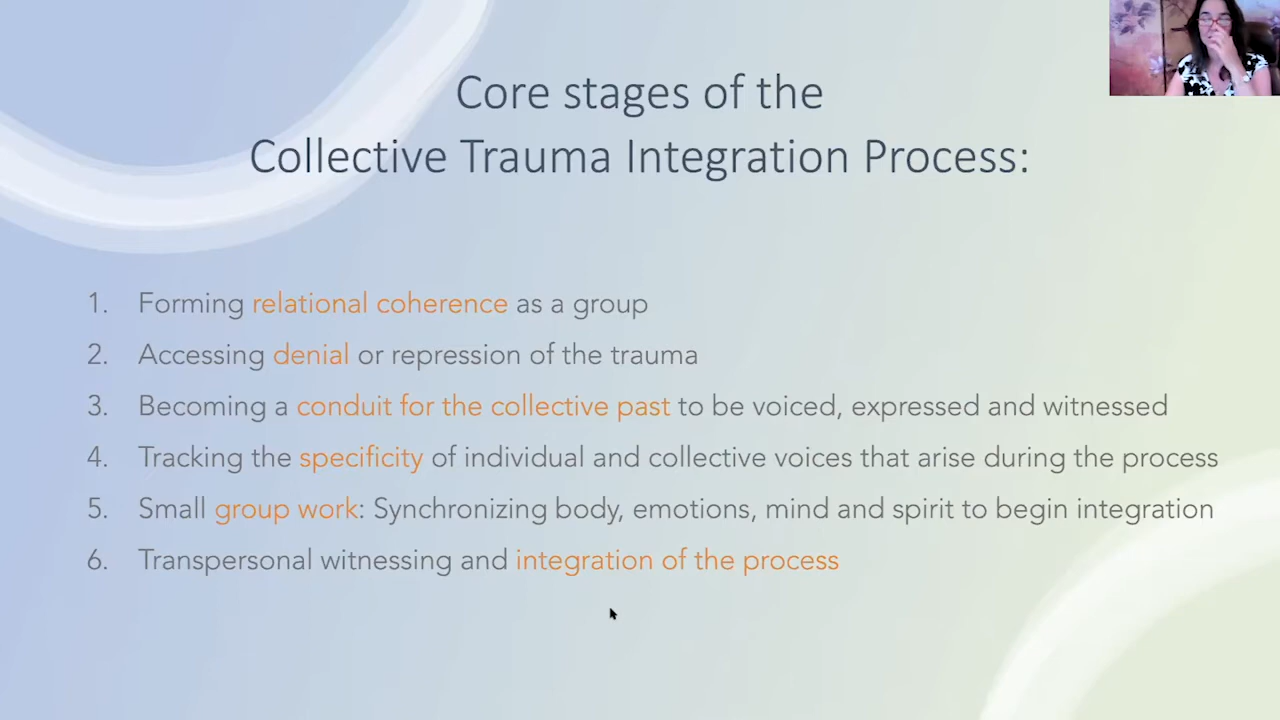 Core stages of the
Collective Trauma Integration Process:
1. Forming relational coherence as a group
2. Accessing denial or repression of the trauma
3. Becoming a conduit for the collective past to be voiced, expressed and witnessed
4. Tracking the specificity of individual and collective voices that arise during the process
5. Small group work: Synchronizing body, emotions, mind and spirit to begin integration
6. Transpersonal witnessing and integration of the process